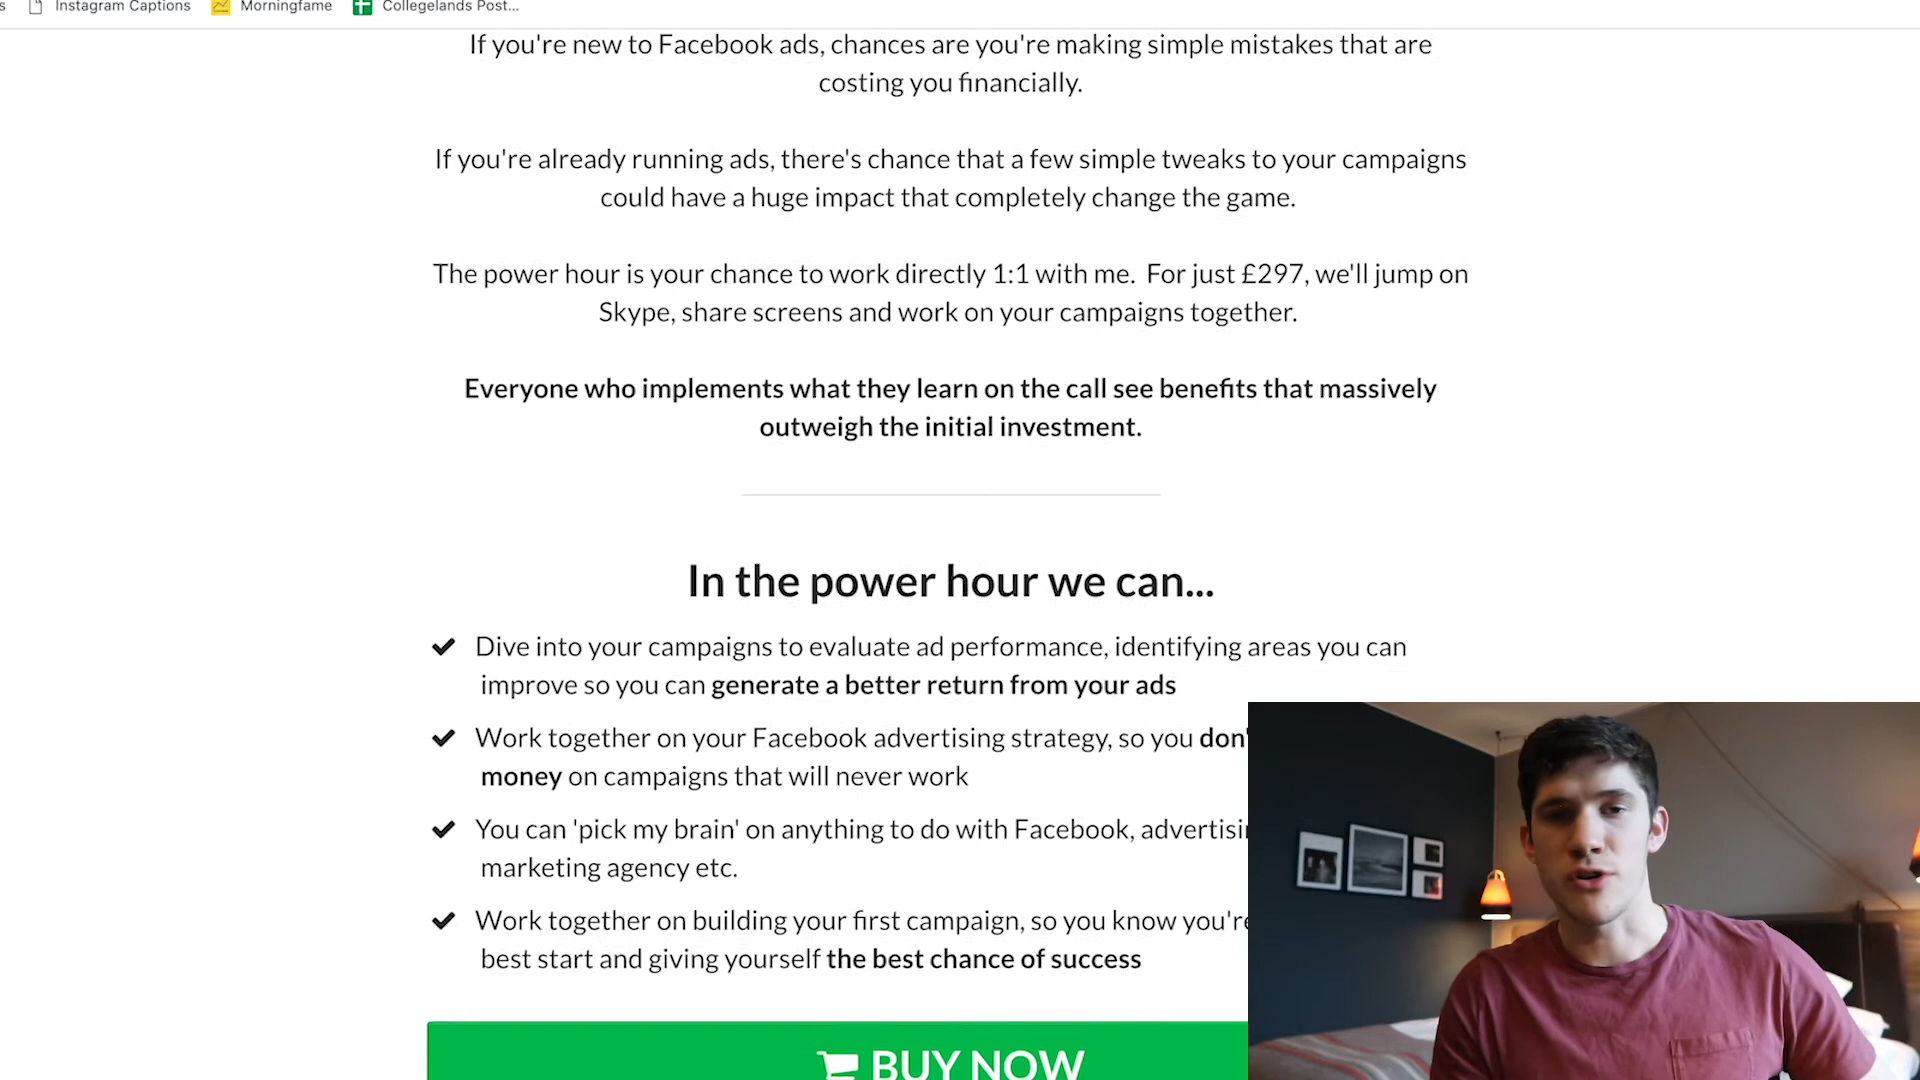 s Instagram Captions Morningfame Collegelands Post...
If you're new to Facebook ads, chances are you're making simple mistakes that are
costing you financially.
If you're already running ads, there's chance that a few simple tweaks to your campaigns
could have a huge impact that completely change the game.
The power hour is your chance to work directly 1:1 with me. For just £297, we'll jump on
Skype, share screens and work on your campaigns together.
Everyone who implements what they learn on the call see benefits that massively
outweigh the initial investment.
In the power hour we can...
Dive into your campaigns to evaluate ad performance, identifying areas you can
improve so you can generate a better return from your ads
Work together on your Facebook advertising strategy, so you don'
money on campaigns that will never work
You can 'pick my brain' on anything to do with Facebook, advertisi
marketing agency etc.
Work together on building your first campaign, so you know you're
best start and giving yourself the best chance of success
BUY NOW